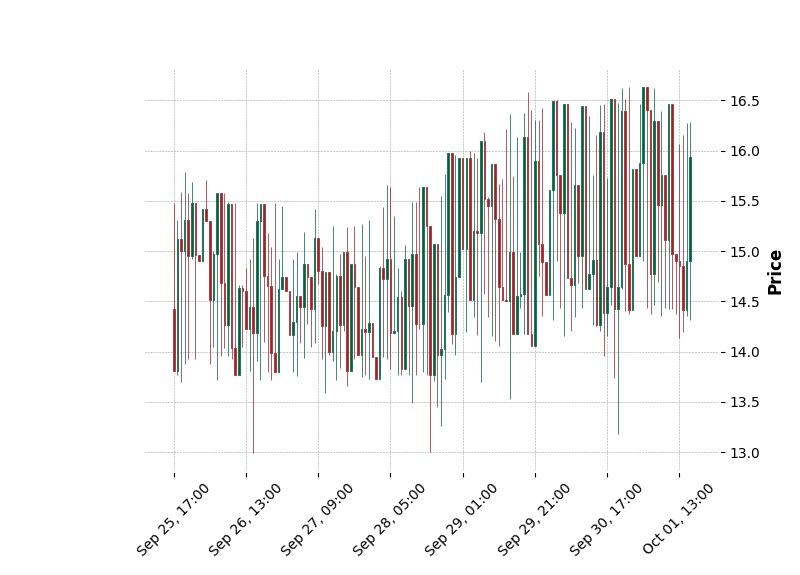 16.5
16.0
15.5
15.0
14.5
14.0
13.5
13.0
Price
Sep 25, 17:00
Sep 26, 13:00
Sep 27, 09:00
Sep 28, 05:00
Sep 29, 01:00
Sep 29, 21:00
Sep 30, 17:00
Oct 01, 13:00